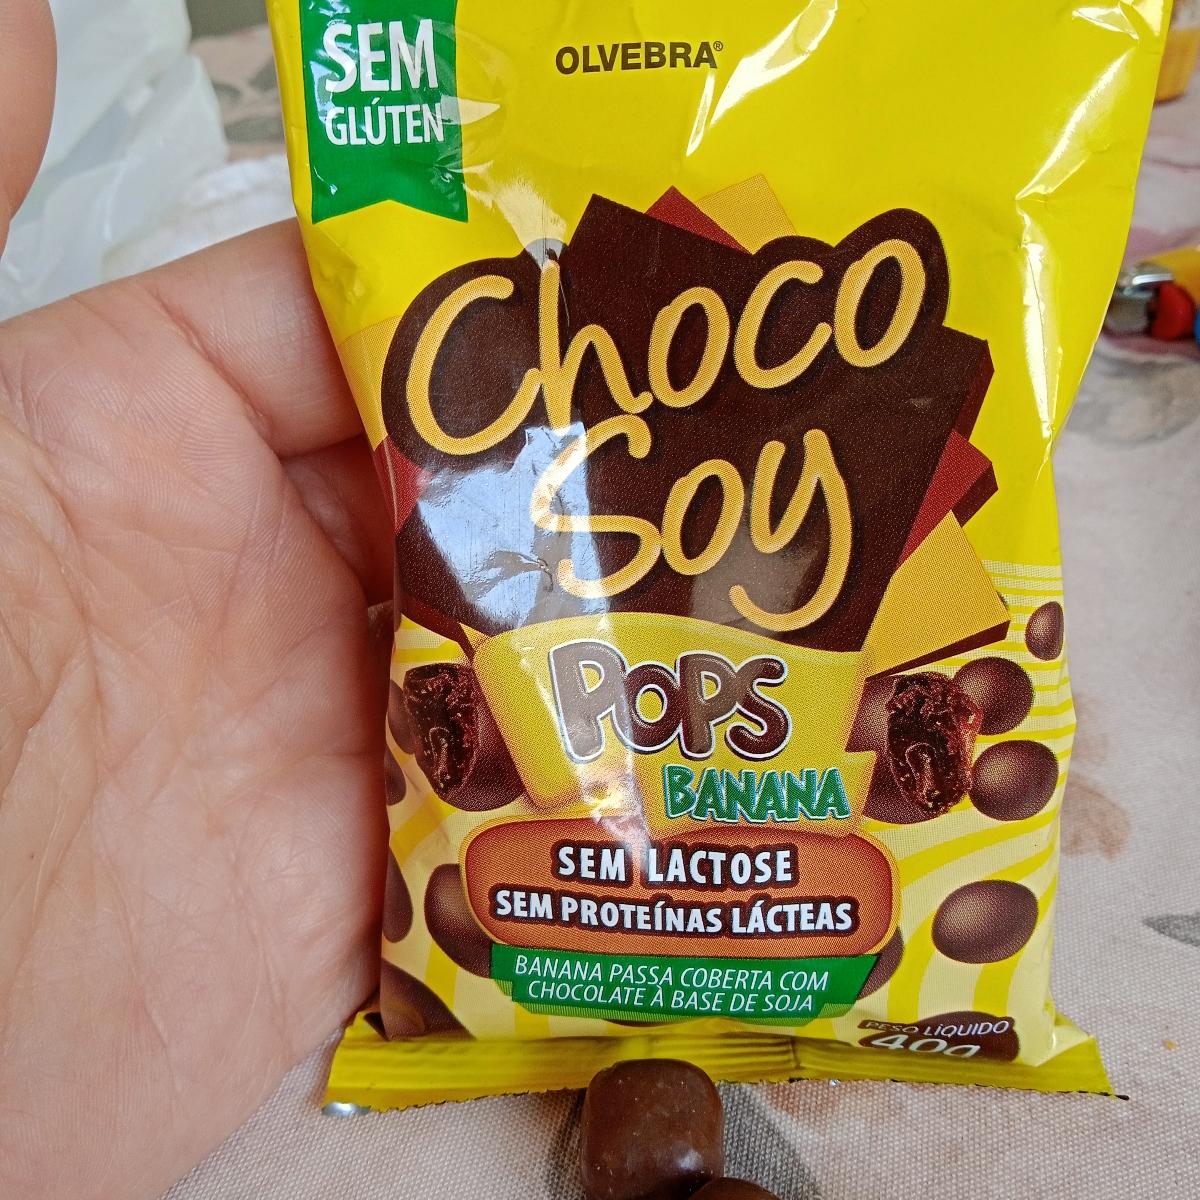 SEM
GLÚTEN
OLVEBRA®
Choco
Soy
POPS
BANANA
SEM LACTOSE
SEM PROTEÍNAS LÁCTEAS
BANANA PASSA COBERTA COM
CHOCOLATE À BASE DE SOJA
PESO LÍQUIDO
40g